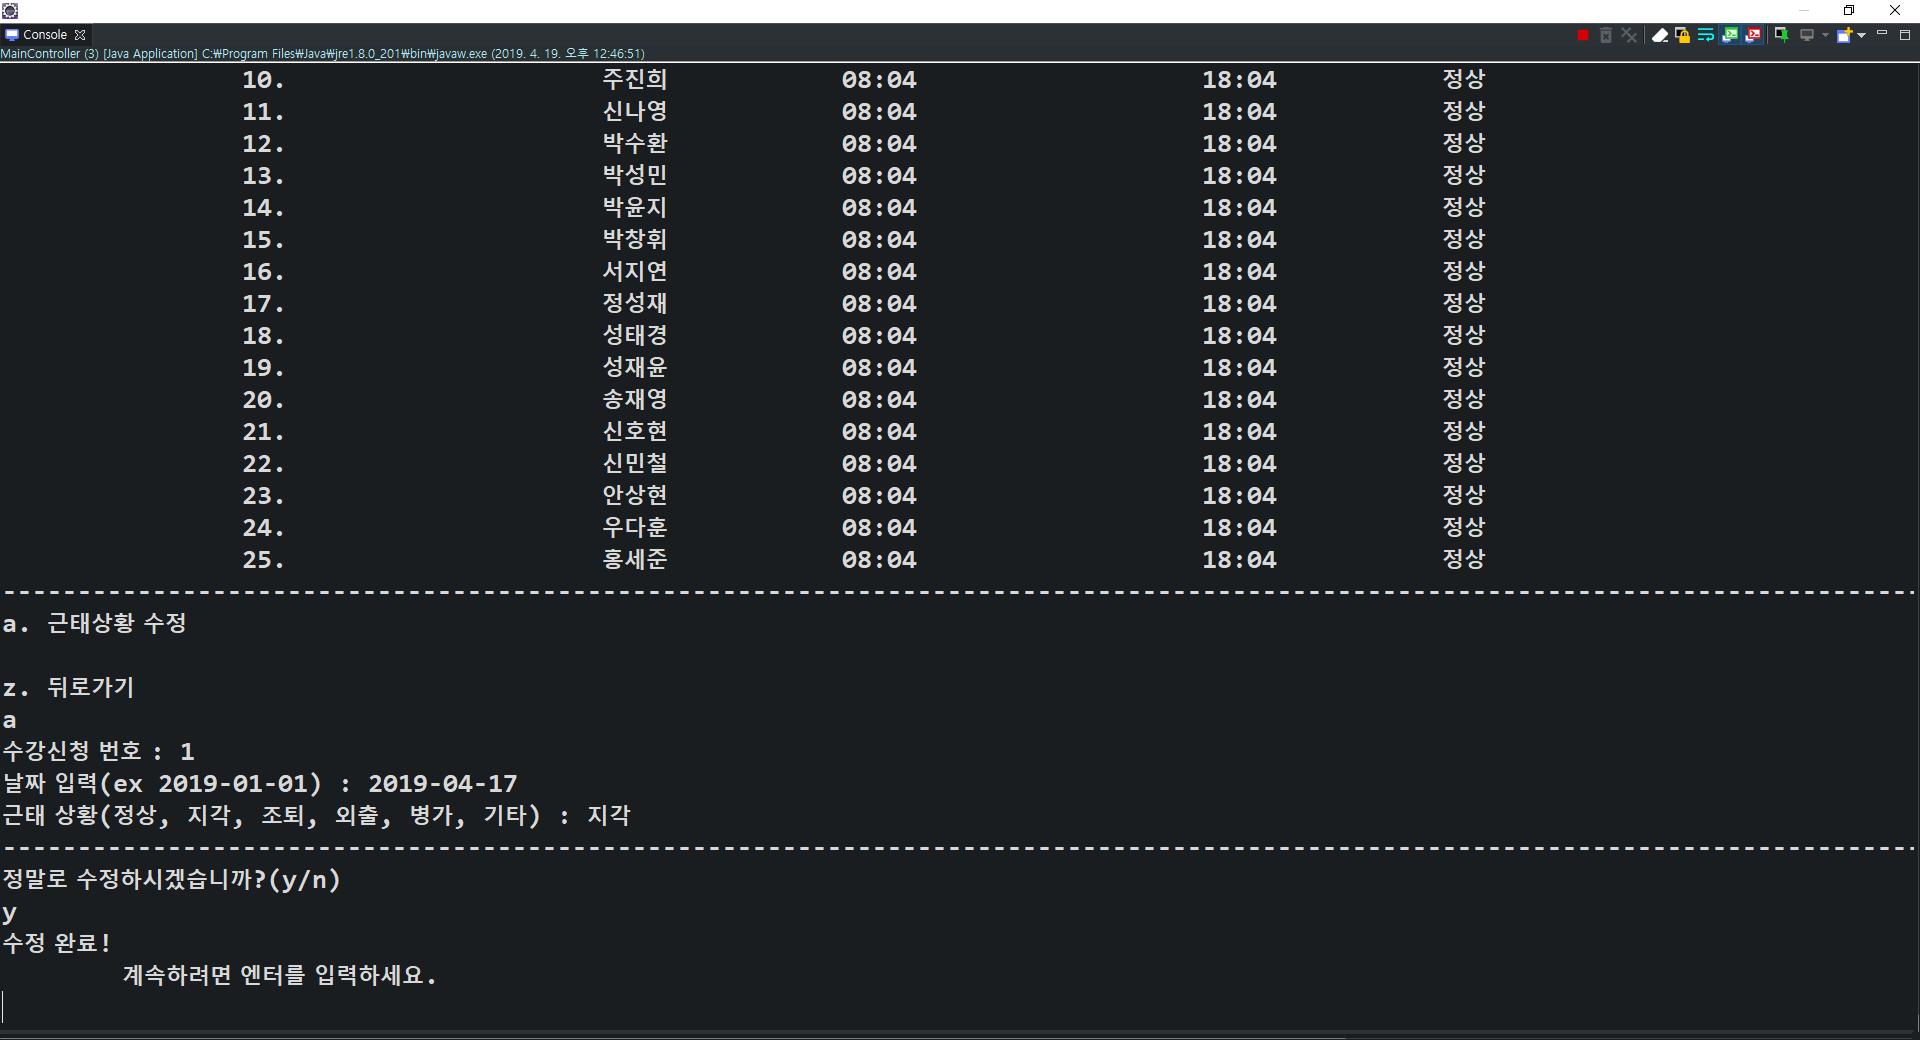 Console
MainController (3) [Java Application] C:₩Program Files₩Java₩jre1.8.0_201₩bin₩javaw.exe (2019. 4. 19. 오후 12:46:51)
10. 주진희 08:04 18:04 정상
11. 신나영 08:04 18:04 정상
12. 박수환 08:04 18:04 정상
13. 박성민 08:04 18:04 정상
14. 박윤지 08:04 18:04 정상
15. 박창휘 08:04 18:04 정상
16. 서지연 08:04 18:04 정상
17. 정성재 08:04 18:04 정상
18. 성태경 08:04 18:04 정상
19. 성재윤 08:04 18:04 정상
20. 송재영 08:04 18:04 정상
21. 신호현 08:04 18:04 정상
22. 신민철 08:04 18:04 정상
23. 안상현 08:04 18:04 정상
24. 우다훈 08:04 18:04 정상
25. 홍세준 08:04 18:04 정상
--------------------------------------------------------------------------------------------------------------------------------
a. 근태상황 수정
z. 뒤로가기
a
수강신청 번호 : 1
날짜 입력(ex 2019-01-01) : 2019-04-17
근태 상황(정상, 지각, 조퇴, 외출, 병가, 기타) : 지각
--------------------------------------------------------------------------------------------------------------------------------
정말로 수정하시겠습니까?(y/n)
y
수정 완료!
계속하려면 엔터를 입력하세요.